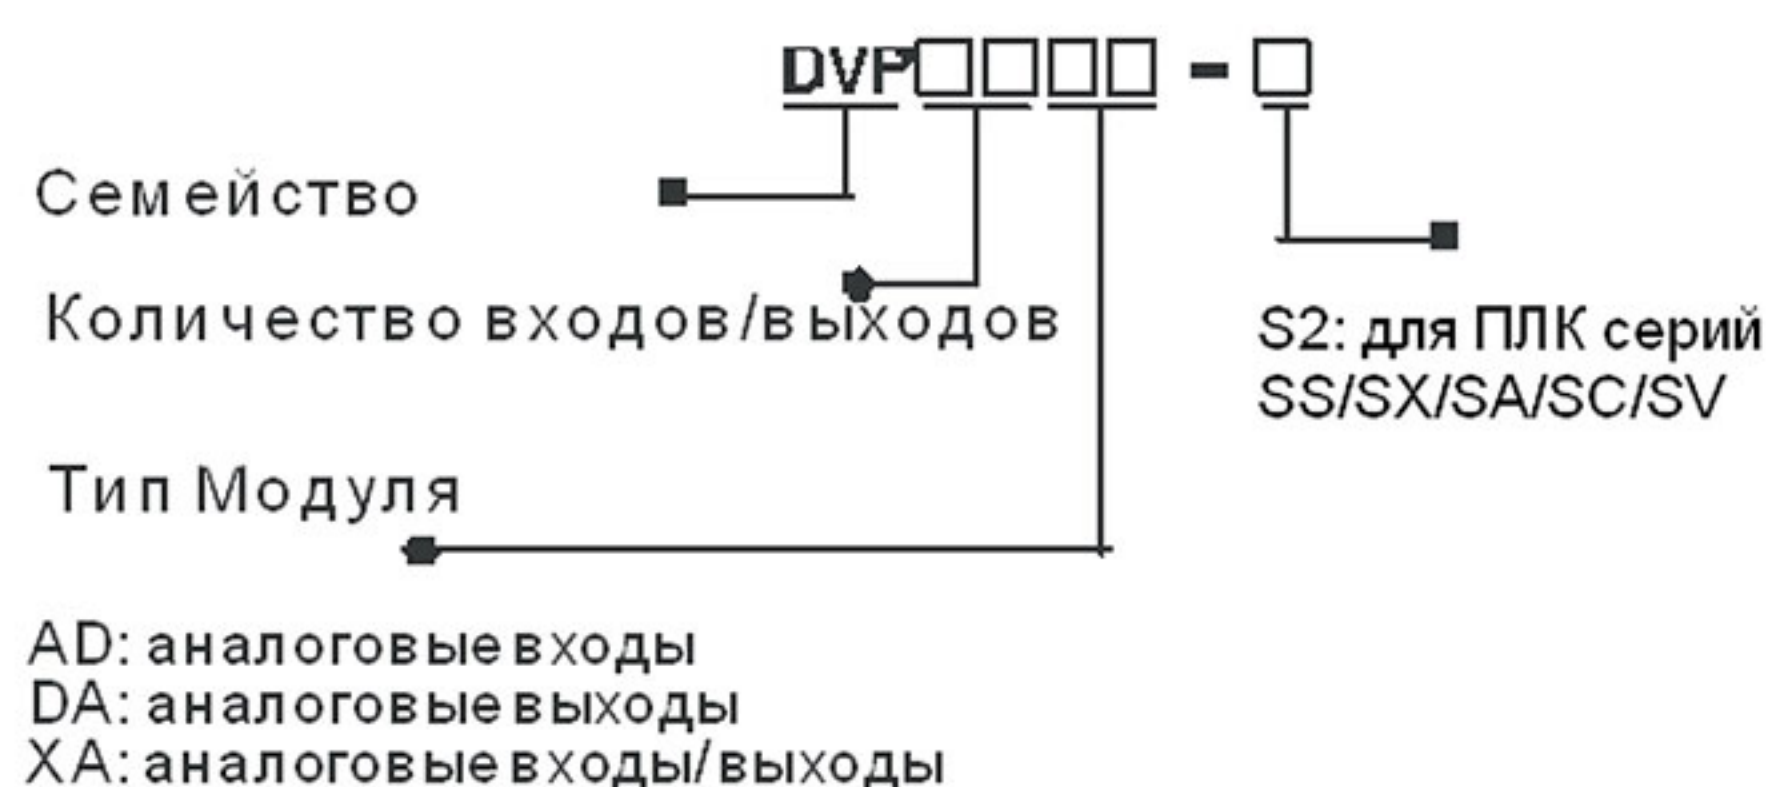 DVP□□□□ - □
Семейство
Количество входов/выходов
S2: для ПЛК серий
SS/SX/SA/SC/SV
Тип Модуля
AD: аналоговые входы
DA: аналоговые выходы
XA: аналоговые входы/выходы